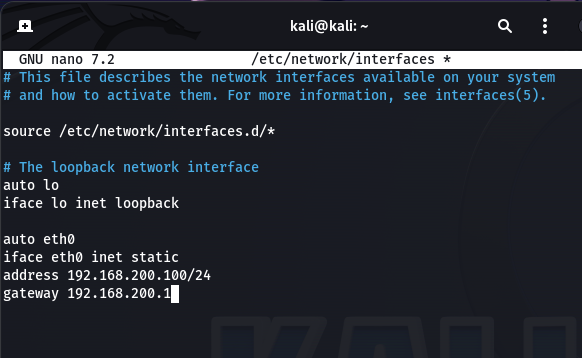 kali@kali: ~
GNU nano 7.2 /etc/network/interfaces *
# This file describes the network interfaces available on your system
# and how to activate them. For more information, see interfaces(5).
source /etc/network/interfaces.d/*
# The loopback network interface
auto lo
iface lo inet loopback
auto eth0
iface eth0 inet static
address 192.168.200.100/24
gateway 192.168.200.1
KALI